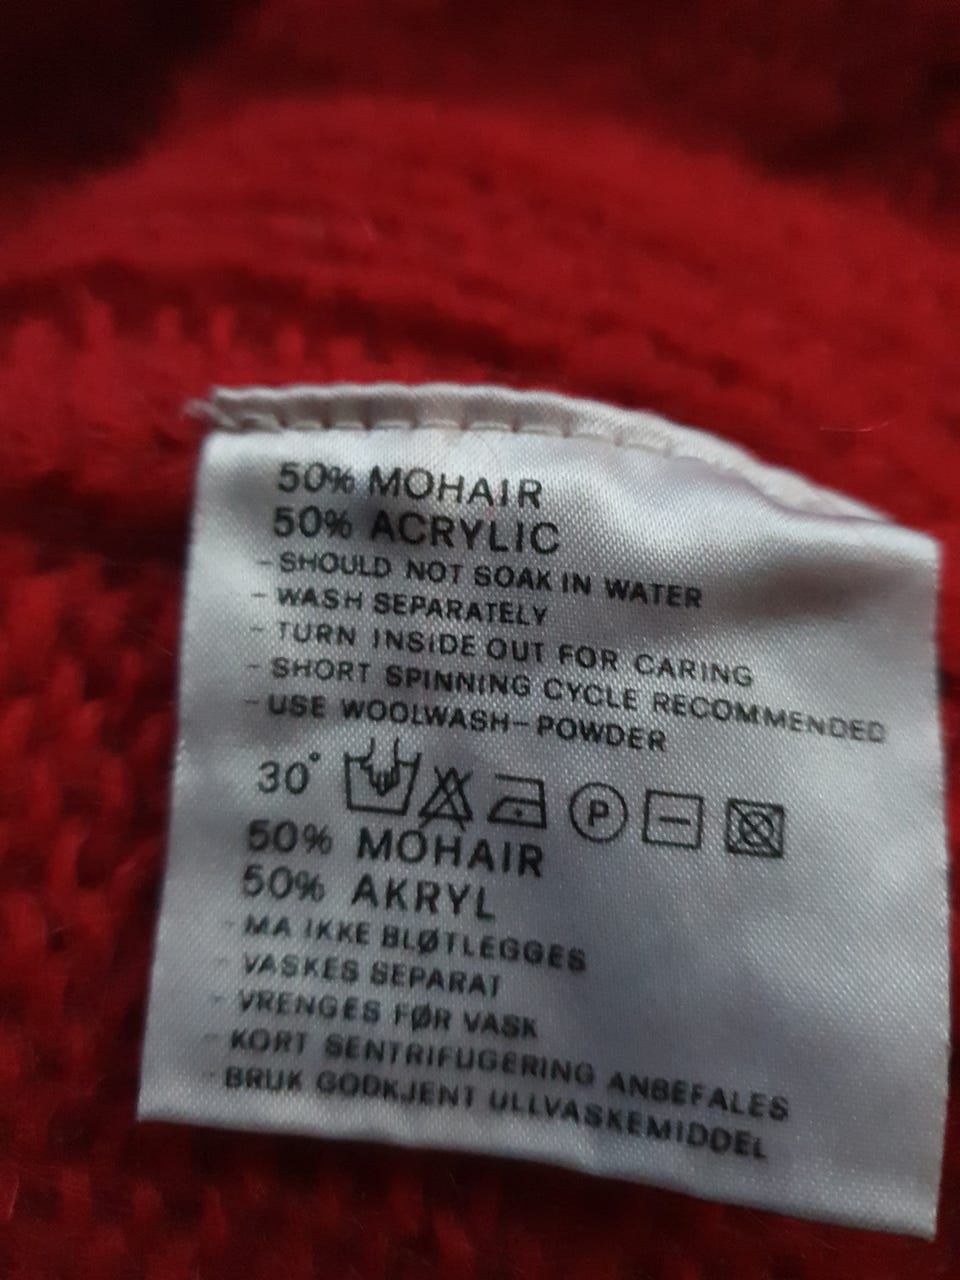 50% MOHAIR
50% ACRYLIC
- SHOULD NOT SOAK IN WATER
- WASH SEPARATELY
- TURN INSIDE OUT FOR CARING
- SHORT SPINNING CYCLE RECOMMENDED
- USE WOOLWASH-POWDER
30° P
50% MOHAIR
50% AKRYL
- MA IKKE BLØTLEGGES
- VASKES SEPARAT
- VRENGES FØR VASK
- KORT SENTRIFUGERING ANBEFALES
- BRUK GODKJENT ULLVASKEMIDDEL